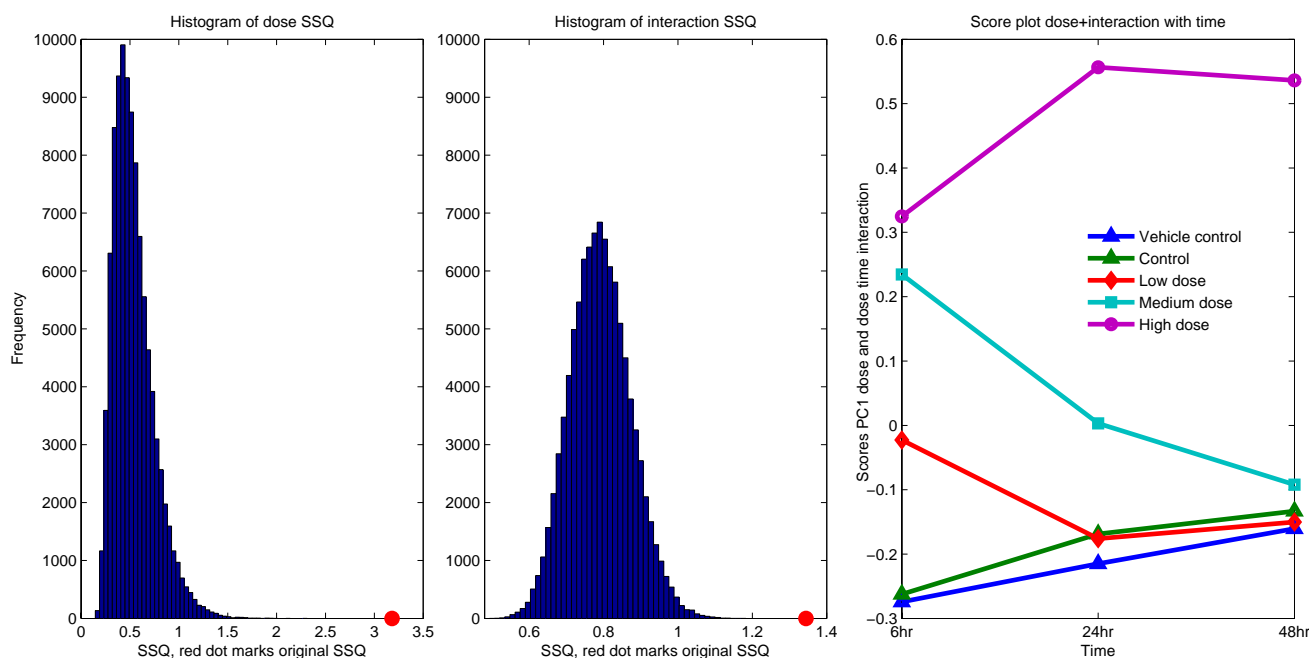 Histogram of dose SSQ
Histogram of interaction SSQ
Score plot dose+interaction with time
10000
9000
8000
7000
6000
5000
4000
3000
2000
1000
0
Frequency
0 0.5 1 1.5 2 2.5 3 3.5
SSQ, red dot marks original SSQ
10000
9000
8000
7000
6000
5000
4000
3000
2000
1000
0
0.6 0.8 1 1.2 1.4
SSQ, red dot marks original SSQ
0.6
0.5
0.4
0.3
0.2
0.1
0
−0.1
−0.2
−0.3
Scores PC1 dose and dose time interaction
Vehicle control
Control
Low dose
Medium dose
High dose
6hr 24hr 48hr
Time